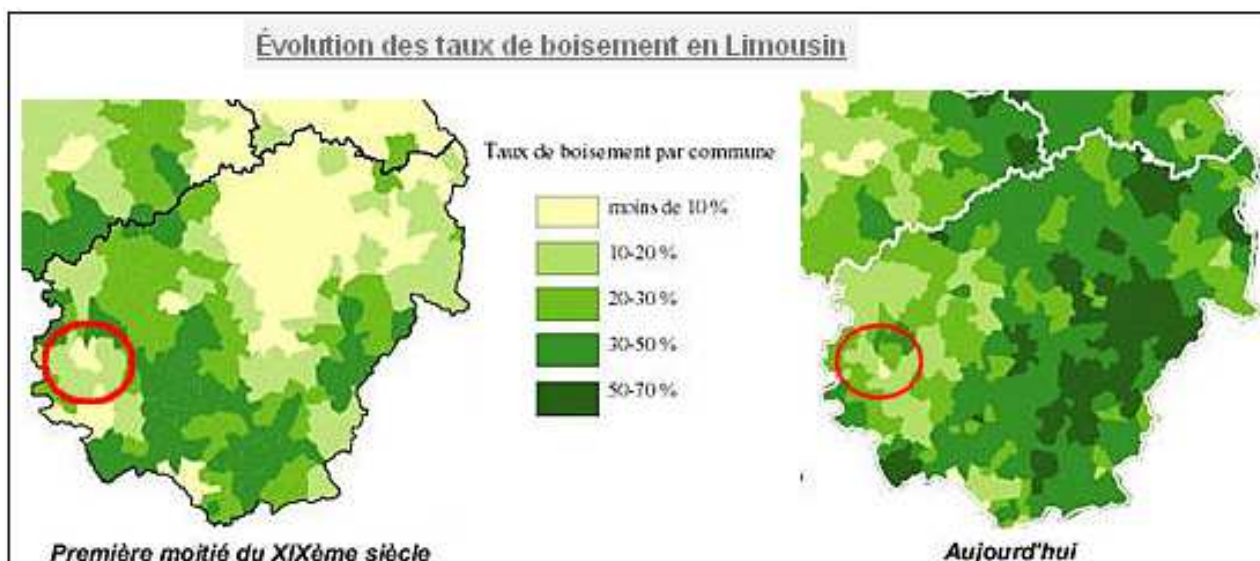 Évolution des taux de boisement en Limousin
Taux de boisement par commune
moins de 10 %
10-20 %
20-30 %
30-50 %
50-70 %
Première moitié du XIXème siècle
Aujourd'hui